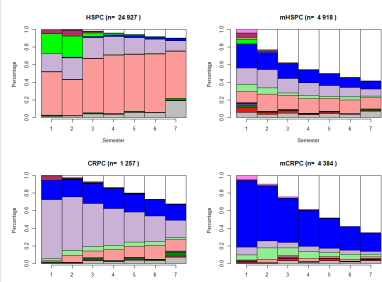 HSPC (n= 24 927 )
mHSPC (n= 4 918 )
Percentage
0.0 0.2 0.4 0.6 0.8 1.0
Percentage
0.0 0.2 0.4 0.6 0.8 1.0
1 2 3 4 5 6 7
1 2 3 4 5 6 7
Semester
Semester
CRPC (n= 1 257 )
mCRPC (n= 4 384 )
Percentage
0.0 0.2 0.4 0.6 0.8 1.0
Percentage
0.0 0.2 0.4 0.6 0.8 1.0
1 2 3 4 5 6 7
1 2 3 4 5 6 7